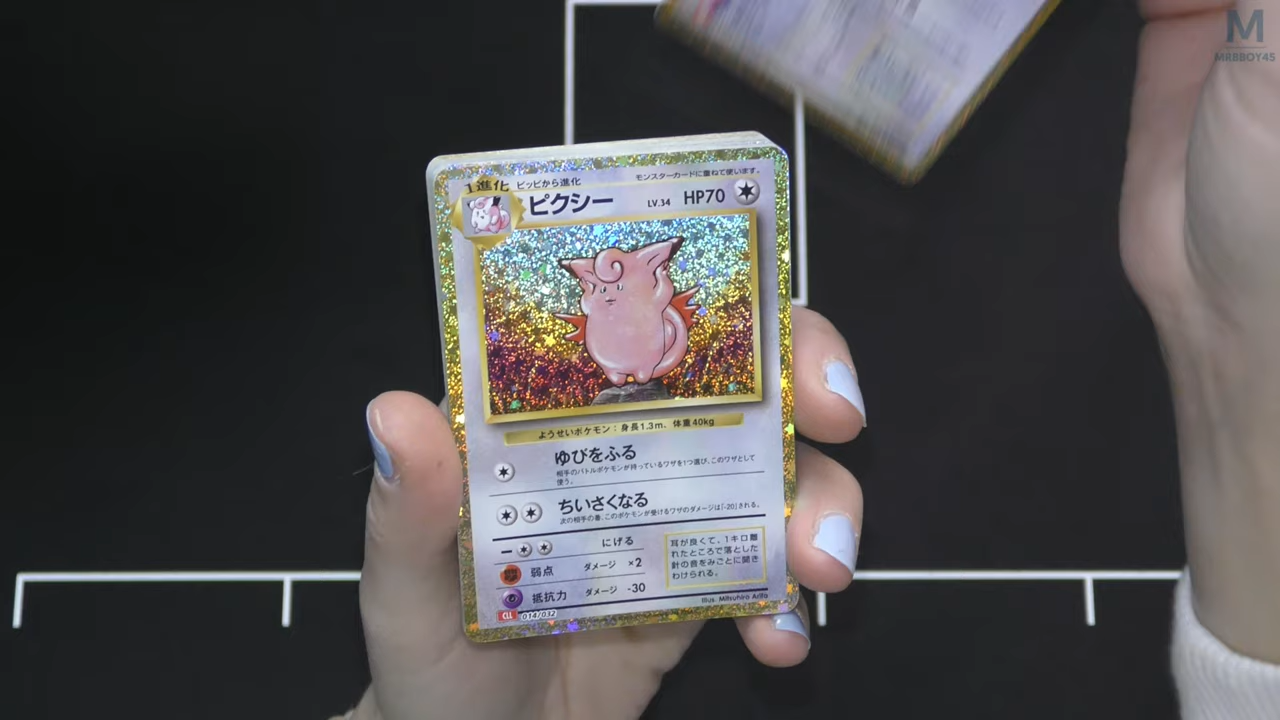 M
MRBBOY45
1進化 ピッピから進化 モンスターカードに重ねて使います。
ピクシー LV.34 HP70
ようせいポケモン：身長1.3m、体重40kg
ゆびをふる
相手のバトルポケモンが持っているワザを1つ選び、このワザとして
使う。
ちいさくなる
次の相手の番、このポケモンが受けるワザのダメージは「-20」される。
にげる
弱点 ダメージ ×2
抵抗力 ダメージ -30
耳が良くて、1キロ離
れたところで落とした
針の音をみごとに聞き
わけられる。
Illus. Mitsuhiro Arita
CLL 014/032